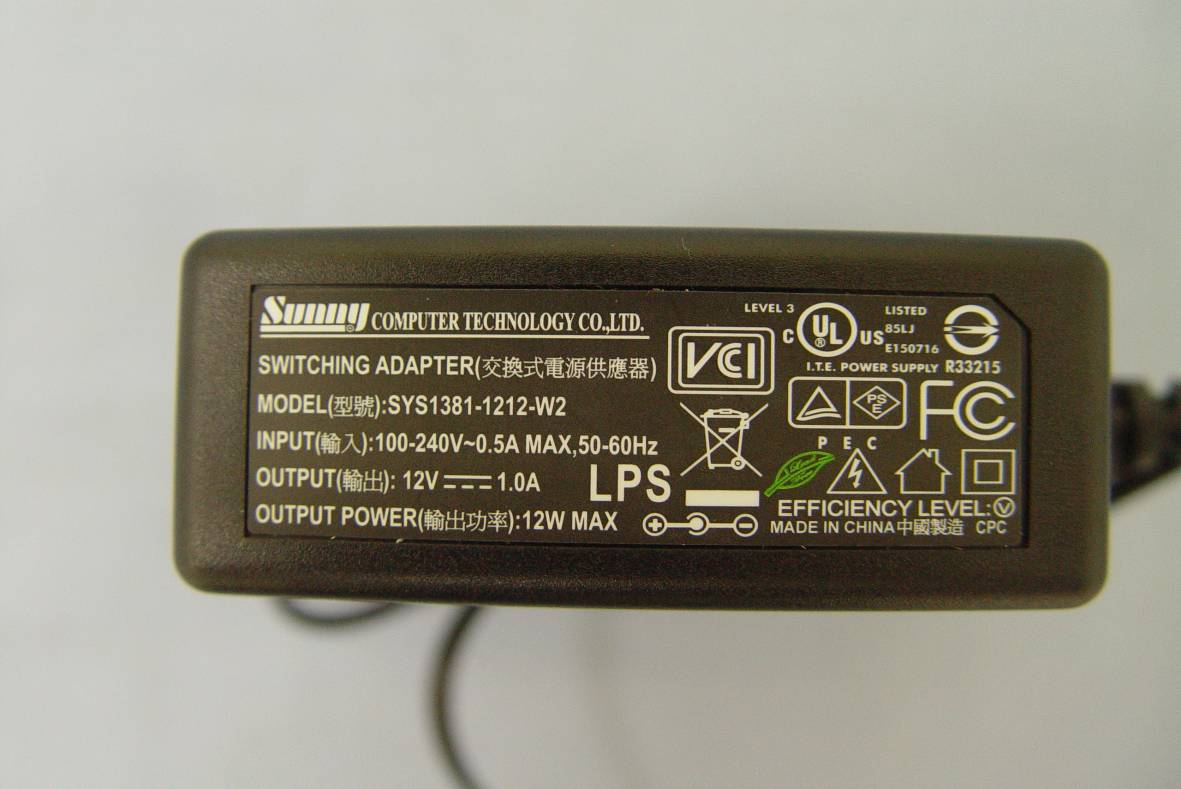 Sunny® COMPUTER TECHNOLOGY CO.,LTD.
SWITCHING ADAPTER(交換式電源供應器)
MODEL(型號):SYS1381-1212-W2
INPUT(輸入):100-240V~0.5A MAX,50-60Hz
OUTPUT(輸出): 12V⎓1.0A
OUTPUT POWER(輸出功率):12W MAX
LPS
VCI
LEVEL 3
C UL® US
LISTED
85LJ
E150716
I.T.E. POWER SUPPLY
R33215
PS
E
FC
P E C
EFFICIENCY LEVEL:Ⓥ
MADE IN CHINA中國製造 CPC